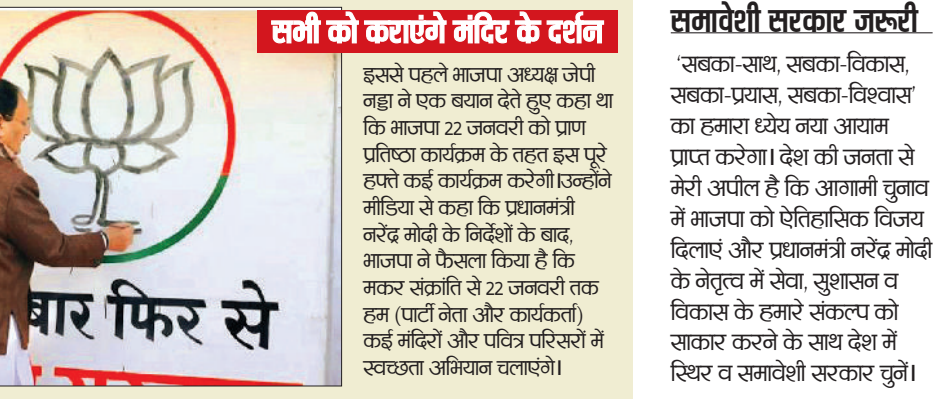 बार फिर से
सभी को कराएंगे मंदिर के दर्शन
इससे पहले भाजपा अध्यक्ष जेपी
नड्डा ने एक बयान देते हुए कहा था
कि भाजपा 22 जनवरी को प्राण
प्रतिष्ठा कार्यक्रम के तहत इस पूरे
हफ्ते कई कार्यक्रम करेगी।उन्होंने
मीडिया से कहा कि प्रधानमंत्री
नरेंद्र मोदी के निर्देशों के बाद,
भाजपा ने फैसला किया है कि
मकर संक्रांति से 22 जनवरी तक
हम (पार्टी नेता और कार्यकर्ता)
कई मंदिरों और पवित्र परिसरों में
स्वच्छता अभियान चलाएंगे।
समावेशी सरकार जरूरी
‘सबका-साथ, सबका-विकास,
सबका-प्रयास, सबका-विश्वास’
का हमारा ध्येय नया आयाम
प्राप्त करेगा। देश की जनता से
मेरी अपील है कि आगामी चुनाव
में भाजपा को ऐतिहासिक विजय
दिलाएं और प्रधानमंत्री नरेंद्र मोदी
के नेतृत्व में सेवा, सुशासन व
विकास के हमारे संकल्प को
साकार करने के साथ देश में
स्थिर व समावेशी सरकार चुनें।